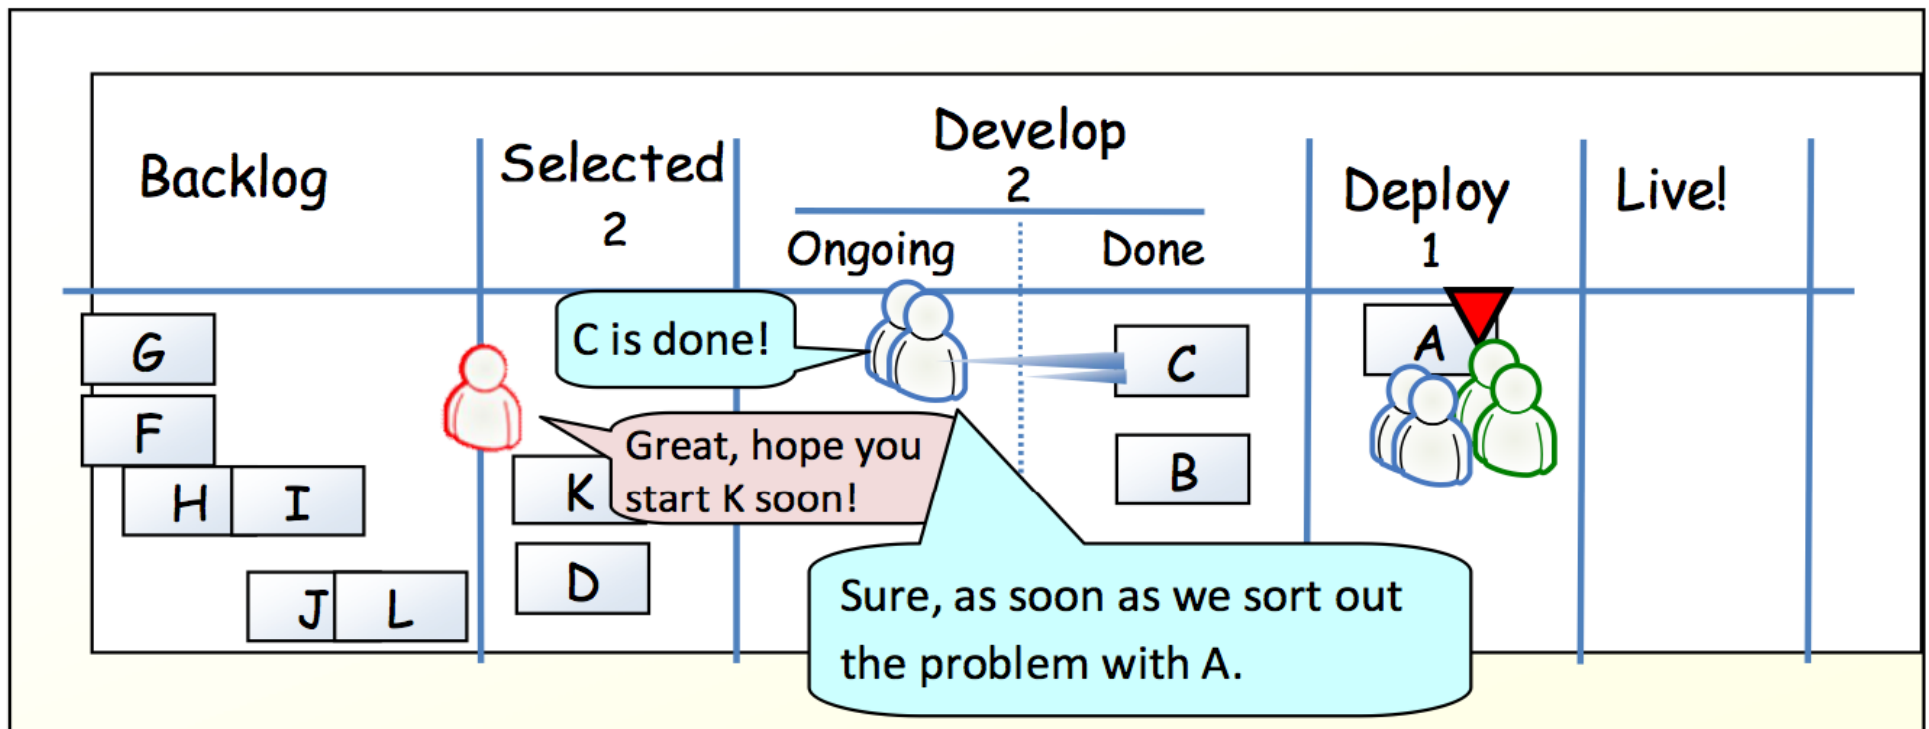 Backlog
Selected
2
Develop
2
Ongoing
Done
Deploy
1
Live!
G
F
H
I
J
L
C is done!
Great, hope you
start K soon!
K
D
C
B
A
Sure, as soon as we sort out
the problem with A.